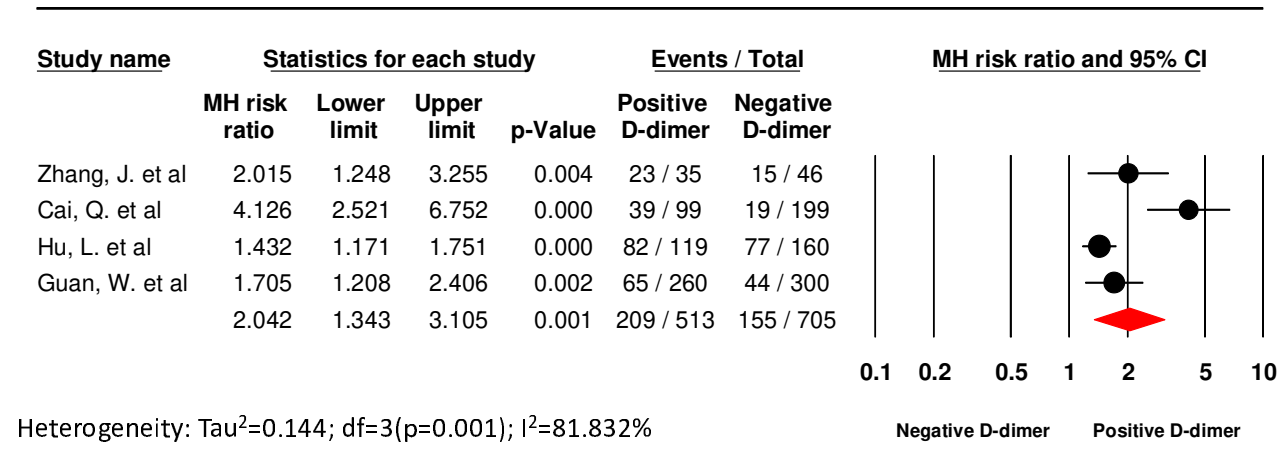 Study name Statistics for each study Events / Total MH risk ratio and 95% CI
MH risk Lower Upper Positive Negative
ratio limit limit p-Value D-dimer D-dimer
Zhang, J. et al 2.015 1.248 3.255 0.004 23 / 35 15 / 46
Cai, Q. et al 4.126 2.521 6.752 0.000 39 / 99 19 / 199
Hu, L. et al 1.432 1.171 1.751 0.000 82 / 119 77 / 160
Guan, W. et al 1.705 1.208 2.406 0.002 65 / 260 44 / 300
2.042 1.343 3.105 0.001 209 / 513 155 / 705
0.1 0.2 0.5 1 2 5 10
Heterogeneity: Tau²=0.144; df=3(p=0.001); I²=81.832% Negative D-dimer Positive D-dimer